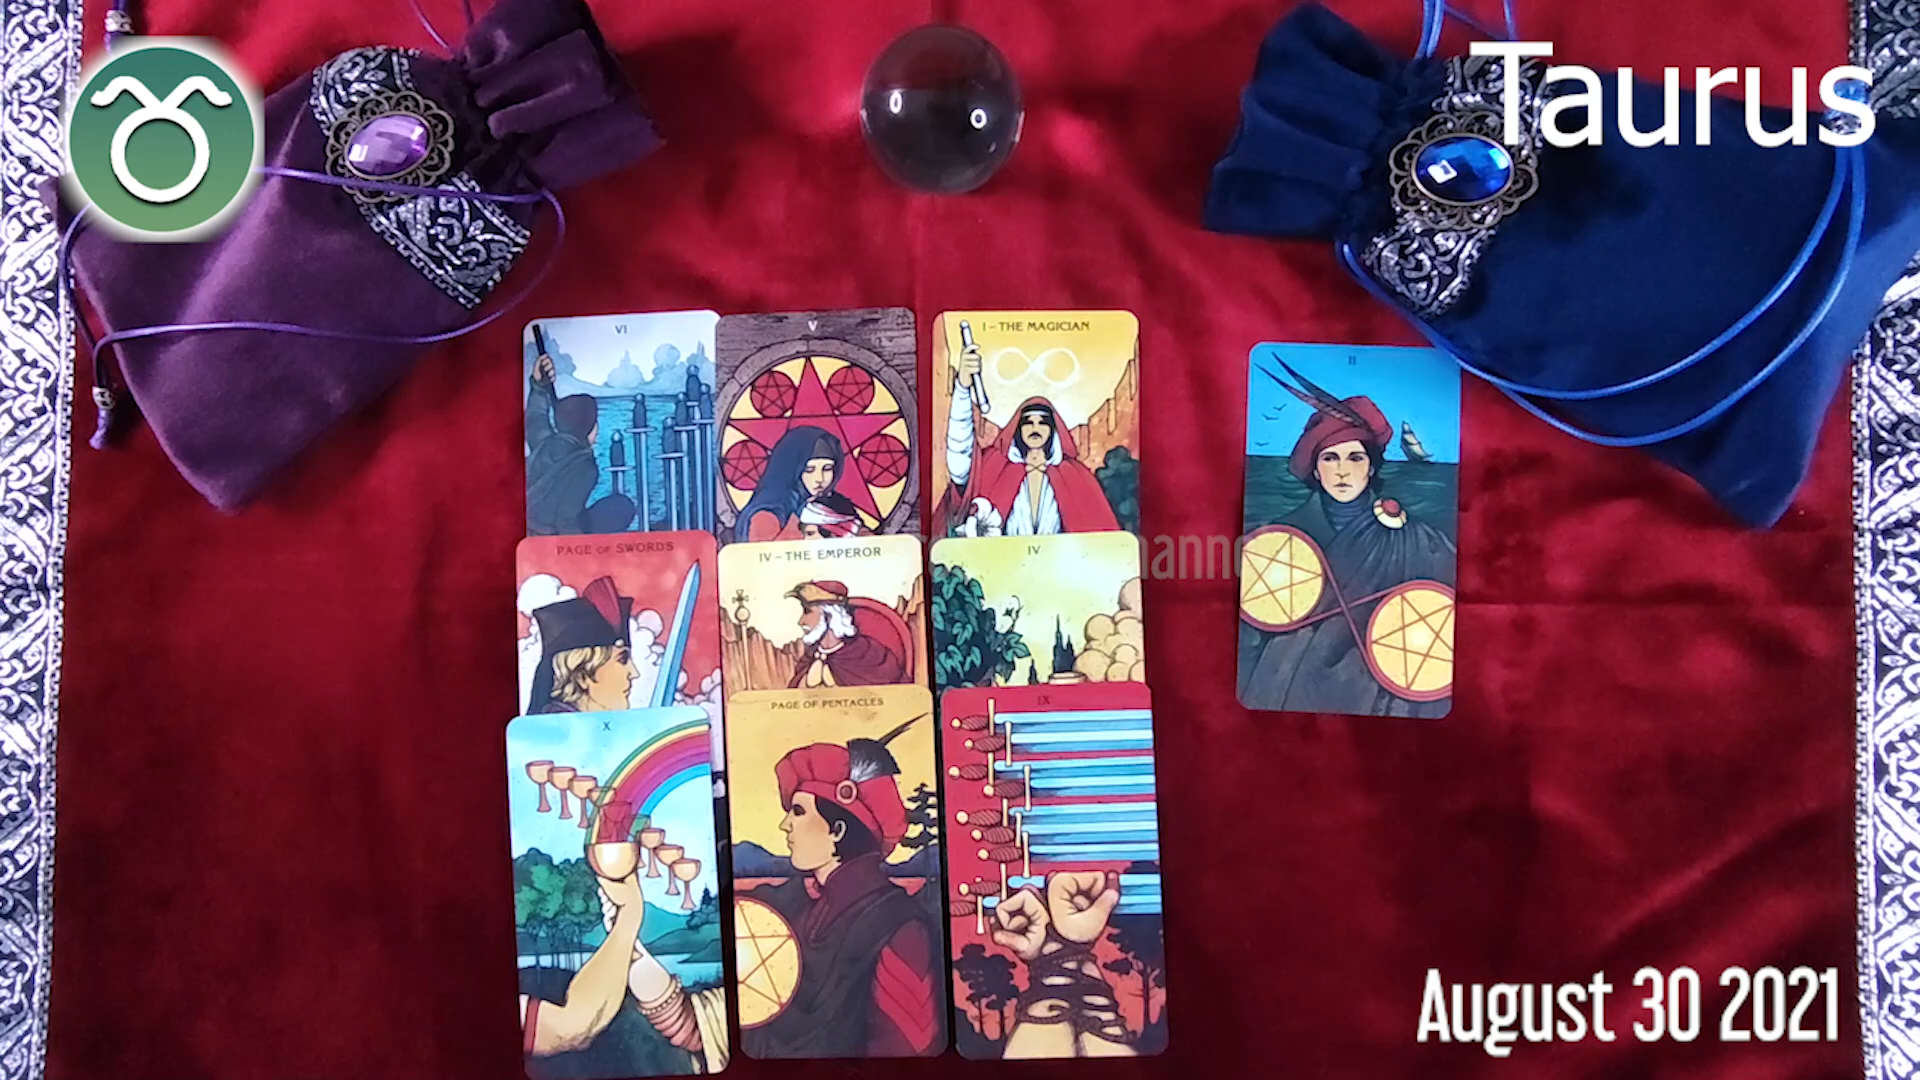 Taurus
VI
V
I – THE MAGICIAN
II
PAGE OF SWORDS
IV – THE EMPEROR
IV
X
PAGE OF PENTACLES
IX
August 30 2021